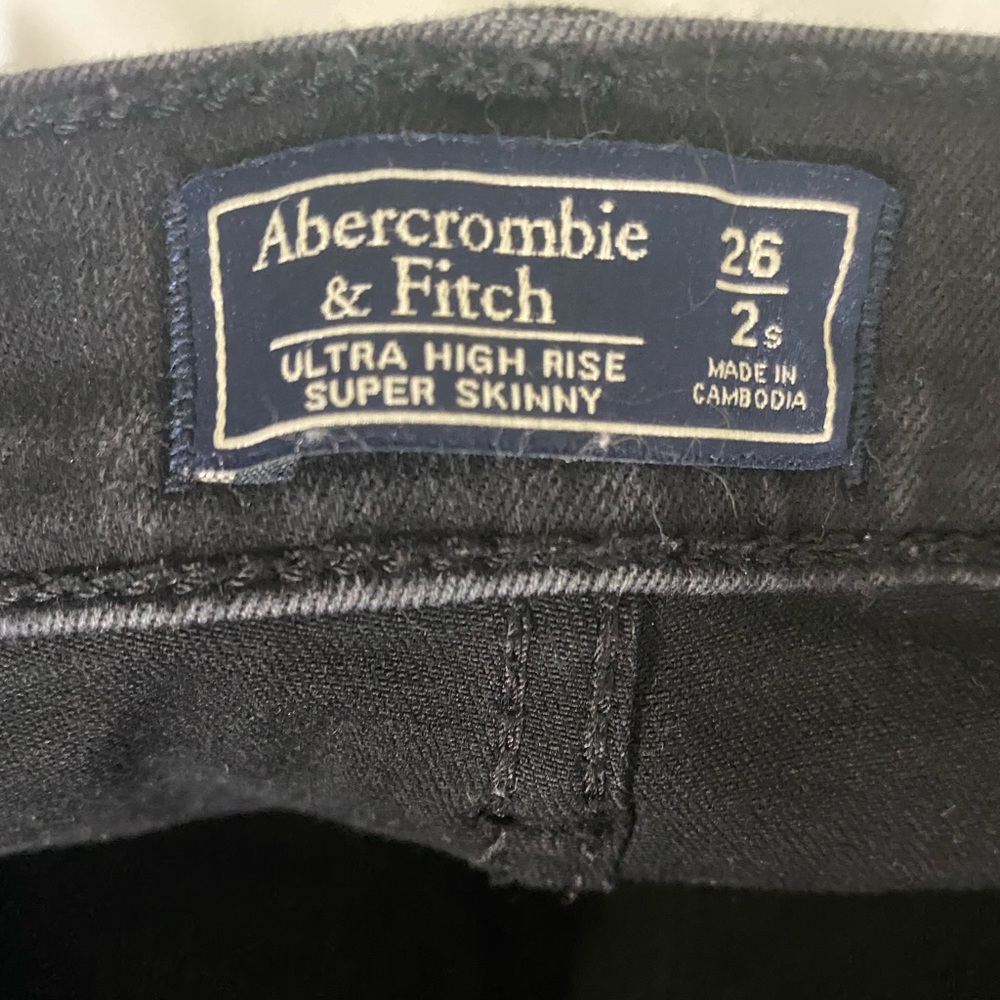 Abercrombie
& Fitch
ULTRA HIGH RISE
SUPER SKINNY
26
2s
MADE IN
CAMBODIA